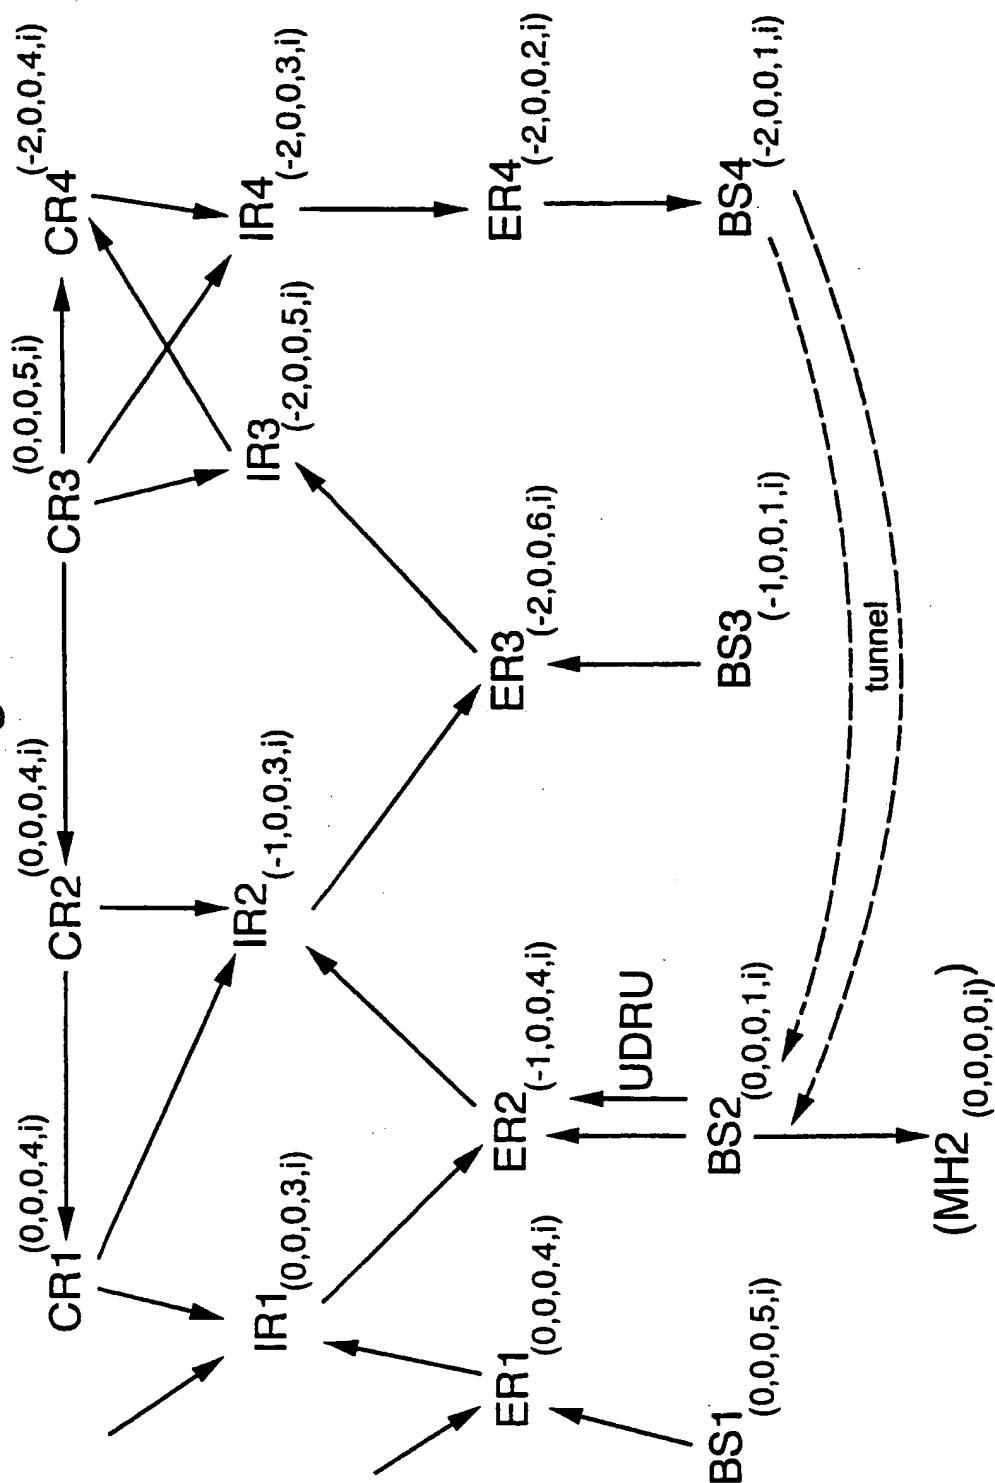 CR1 (0,0,0,4,i)
CR2 (0,0,0,4,i)
CR3 (0,0,0,5,i)
CR4 (-2,0,0,4,i)
IR1 (0,0,0,3,i)
IR2 (-1,0,0,3,i)
IR3 (-2,0,0,5,i)
IR4 (-2,0,0,3,i)
ER1 (0,0,0,4,i)
ER2 (-1,0,0,4,i)
ER3 (-2,0,0,6,i)
ER4 (-2,0,0,2,i)
UDRU
BS1 (0,0,0,5,i)
BS2 (0,0,0,1,i)
BS3 (-1,0,0,1,i)
BS4 (-2,0,0,1,i)
tunnel
(MH2 (0,0,0,0,i))